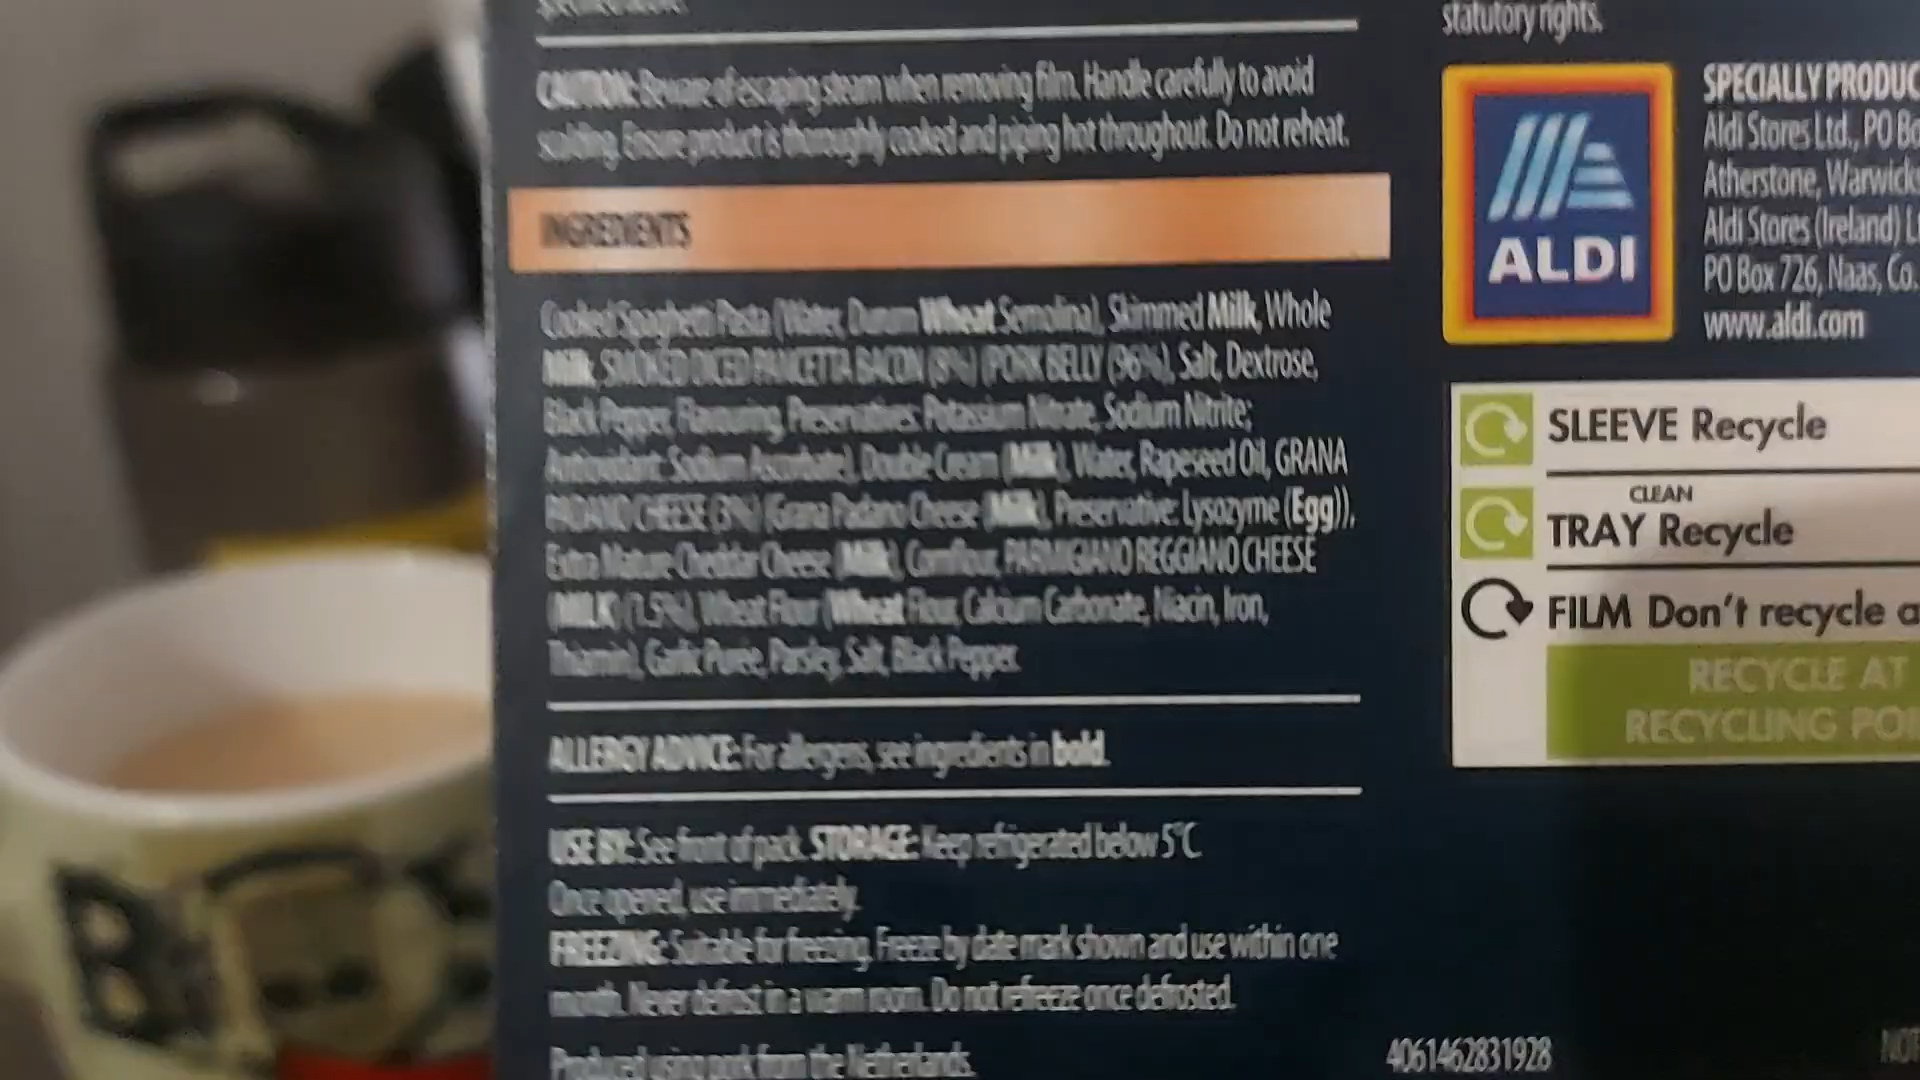 specified above.
CAUTION: Beware of escaping steam when removing film. Handle carefully to avoid
scalding. Ensure product is thoroughly cooked and piping hot throughout. Do not reheat.
INGREDIENTS
Cooked Spaghetti Pasta (Water, Durum Wheat Semolina), Skimmed Milk, Whole
Milk, SMOKED DICED PANCETTA BACON (8%) (PORK BELLY (96%), Salt, Dextrose,
Black Pepper, Flavouring, Preservatives: Potassium Nitrate, Sodium Nitrite;
Antioxidant: Sodium Ascorbate), Double Cream (Milk), Water, Rapeseed Oil, GRANA
PADANO CHEESE (3%) (Grana Padano Cheese (Milk), Preservative: Lysozyme (Egg)),
Extra Mature Cheddar Cheese (Milk), Cornflour, PARMIGIANO REGGIANO CHEESE
(MILK) (1.5%), Wheat Flour (Wheat Flour, Calcium Carbonate, Niacin, Iron,
Thiamin), Garlic Purée, Parsley, Salt, Black Pepper.
ALLERGY ADVICE: For allergens, see ingredients in bold.
USE BY: See front of pack. STORAGE: Keep refrigerated below 5°C.
Once opened, use immediately.
FREEZING: Suitable for freezing. Freeze by date mark shown and use within one
month. Never defrost in a warm room. Do not refreeze once defrosted.
Produced using pork from the Netherlands.
statutory rights.
ALDI
SPECIALLY PRODUC
Aldi Stores Ltd., PO Bo
Atherstone, Warwicks
Aldi Stores (Ireland) Lt
PO Box 726, Naas, Co.
www.aldi.com
SLEEVE Recycle
CLEAN
TRAY Recycle
FILM Don't recycle a
RECYCLE AT
RECYCLING POI
4061462831928